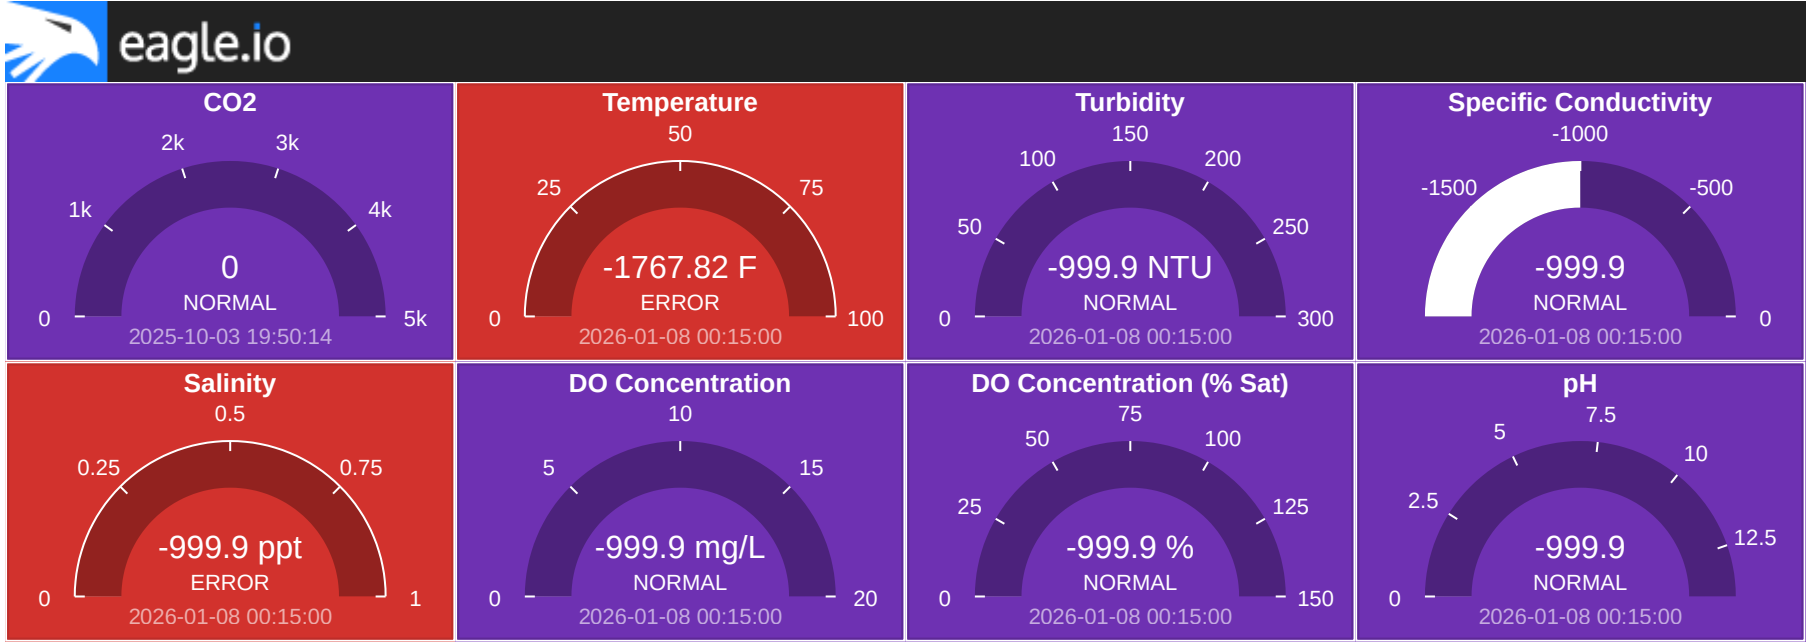 eagle.io
CO2
2k 3k
1k 4k
0
NORMAL
0 5k
2025-10-03 19:50:14
Temperature
50
25 75
-1767.82 F
ERROR
0 100
2026-01-08 00:15:00
Turbidity
150
100 200
50 250
-999.9 NTU
NORMAL
0 300
2026-01-08 00:15:00
Specific Conductivity
-1000
-1500 -500
-999.9
NORMAL
0
2026-01-08 00:15:00
Salinity
0.5
0.25 0.75
-999.9 ppt
ERROR
0 1
2026-01-08 00:15:00
DO Concentration
10
5 15
-999.9 mg/L
NORMAL
0 20
2026-01-08 00:15:00
DO Concentration (% Sat)
75
50 100
25 125
-999.9 %
NORMAL
0 150
2026-01-08 00:15:00
pH
7.5
5 10
2.5 12.5
-999.9
NORMAL
0
2026-01-08 00:15:00